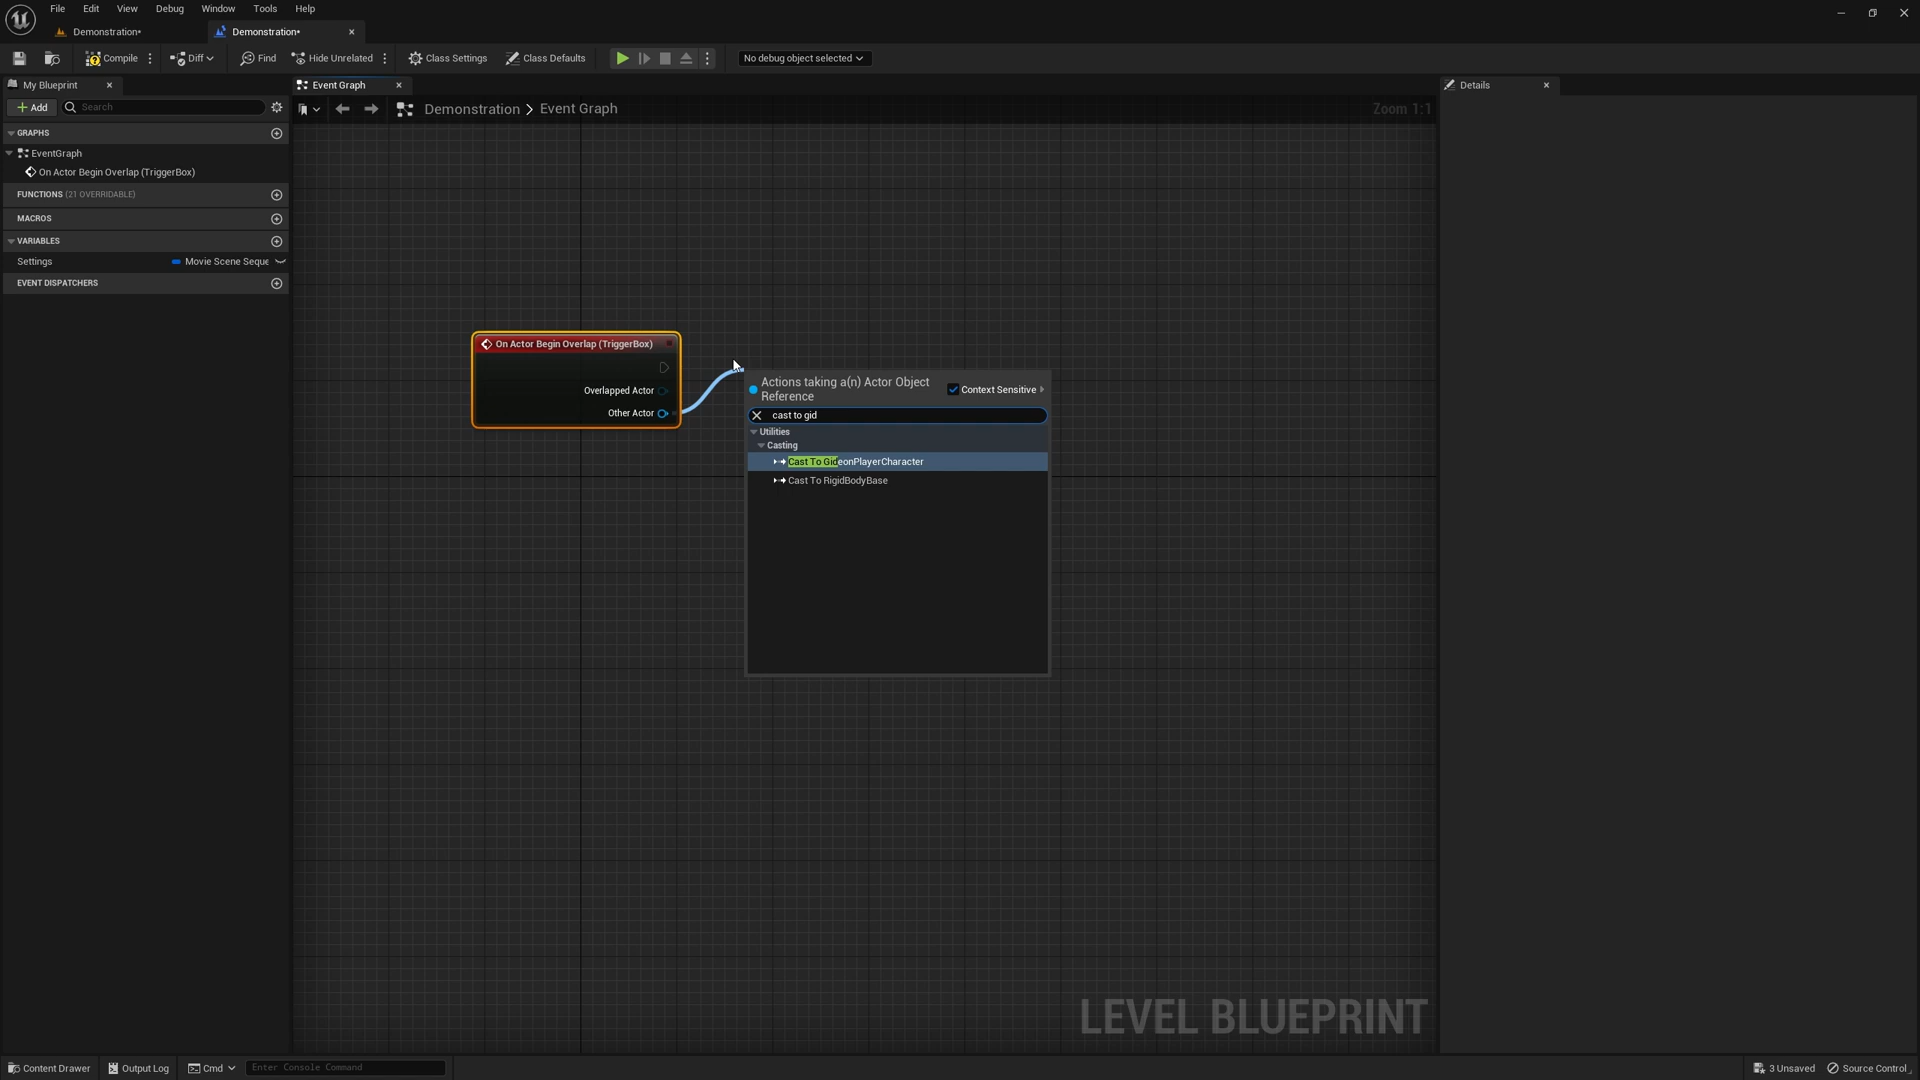 File Edit View Debug Window Tools Help
Demonstration* Demonstration*
Compile Diff Find Hide Unrelated Class Settings Class Defaults No debug object selected
My Blueprint Event Graph Details
Add Search Demonstration > Event Graph Zoom 1:1
GRAPHS
EventGraph
On Actor Begin Overlap (TriggerBox)
FUNCTIONS (21 OVERRIDABLE)
MACROS
VARIABLES
Settings Movie Scene Seque
EVENT DISPATCHERS
On Actor Begin Overlap (TriggerBox)
Overlapped Actor
Other Actor
Actions taking a(n) Actor Object
Reference
Context Sensitive
cast to gid
Utilities
Casting
Cast To GideonPlayerCharacter
Cast To RigidBodyBase
LEVEL BLUEPRINT
Content Drawer Output Log Cmd Enter Console Command 3 Unsaved Source Control